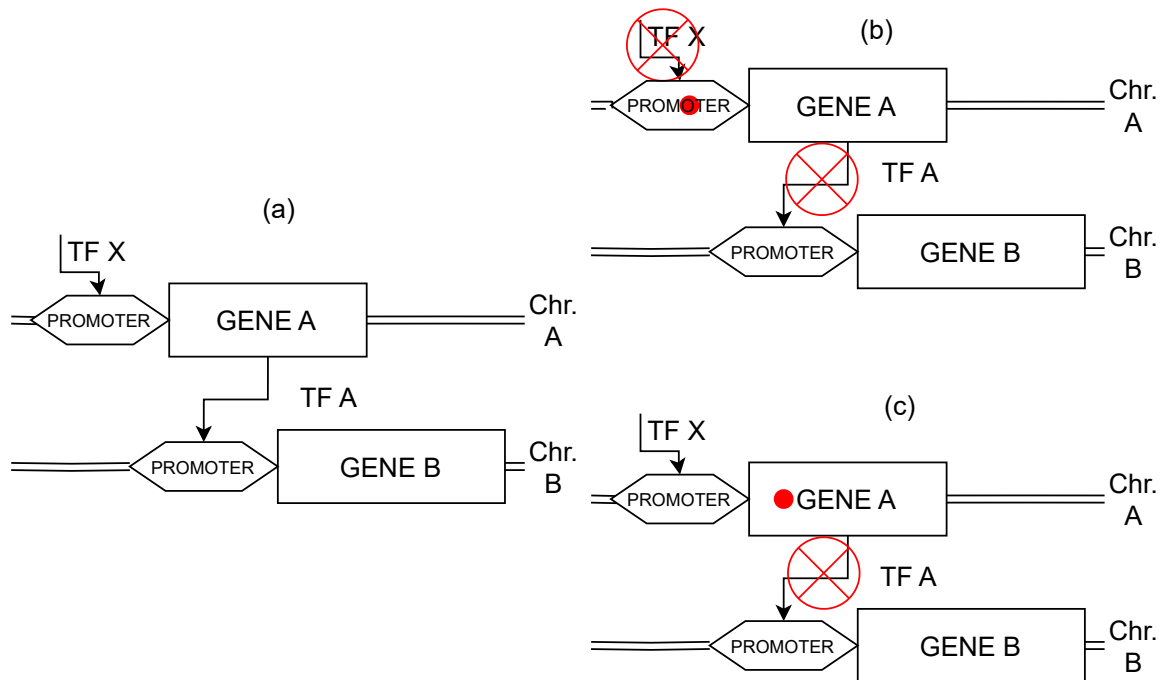 (a)
TF X
PROMOTER
GENE A
Chr.
A
TF A
PROMOTER
GENE B
Chr.
B
(b)
TF X
PROMOTER
GENE A
Chr.
A
TF A
PROMOTER
GENE B
Chr.
B
(c)
TF X
PROMOTER
GENE A
Chr.
A
TF A
PROMOTER
GENE B
Chr.
B